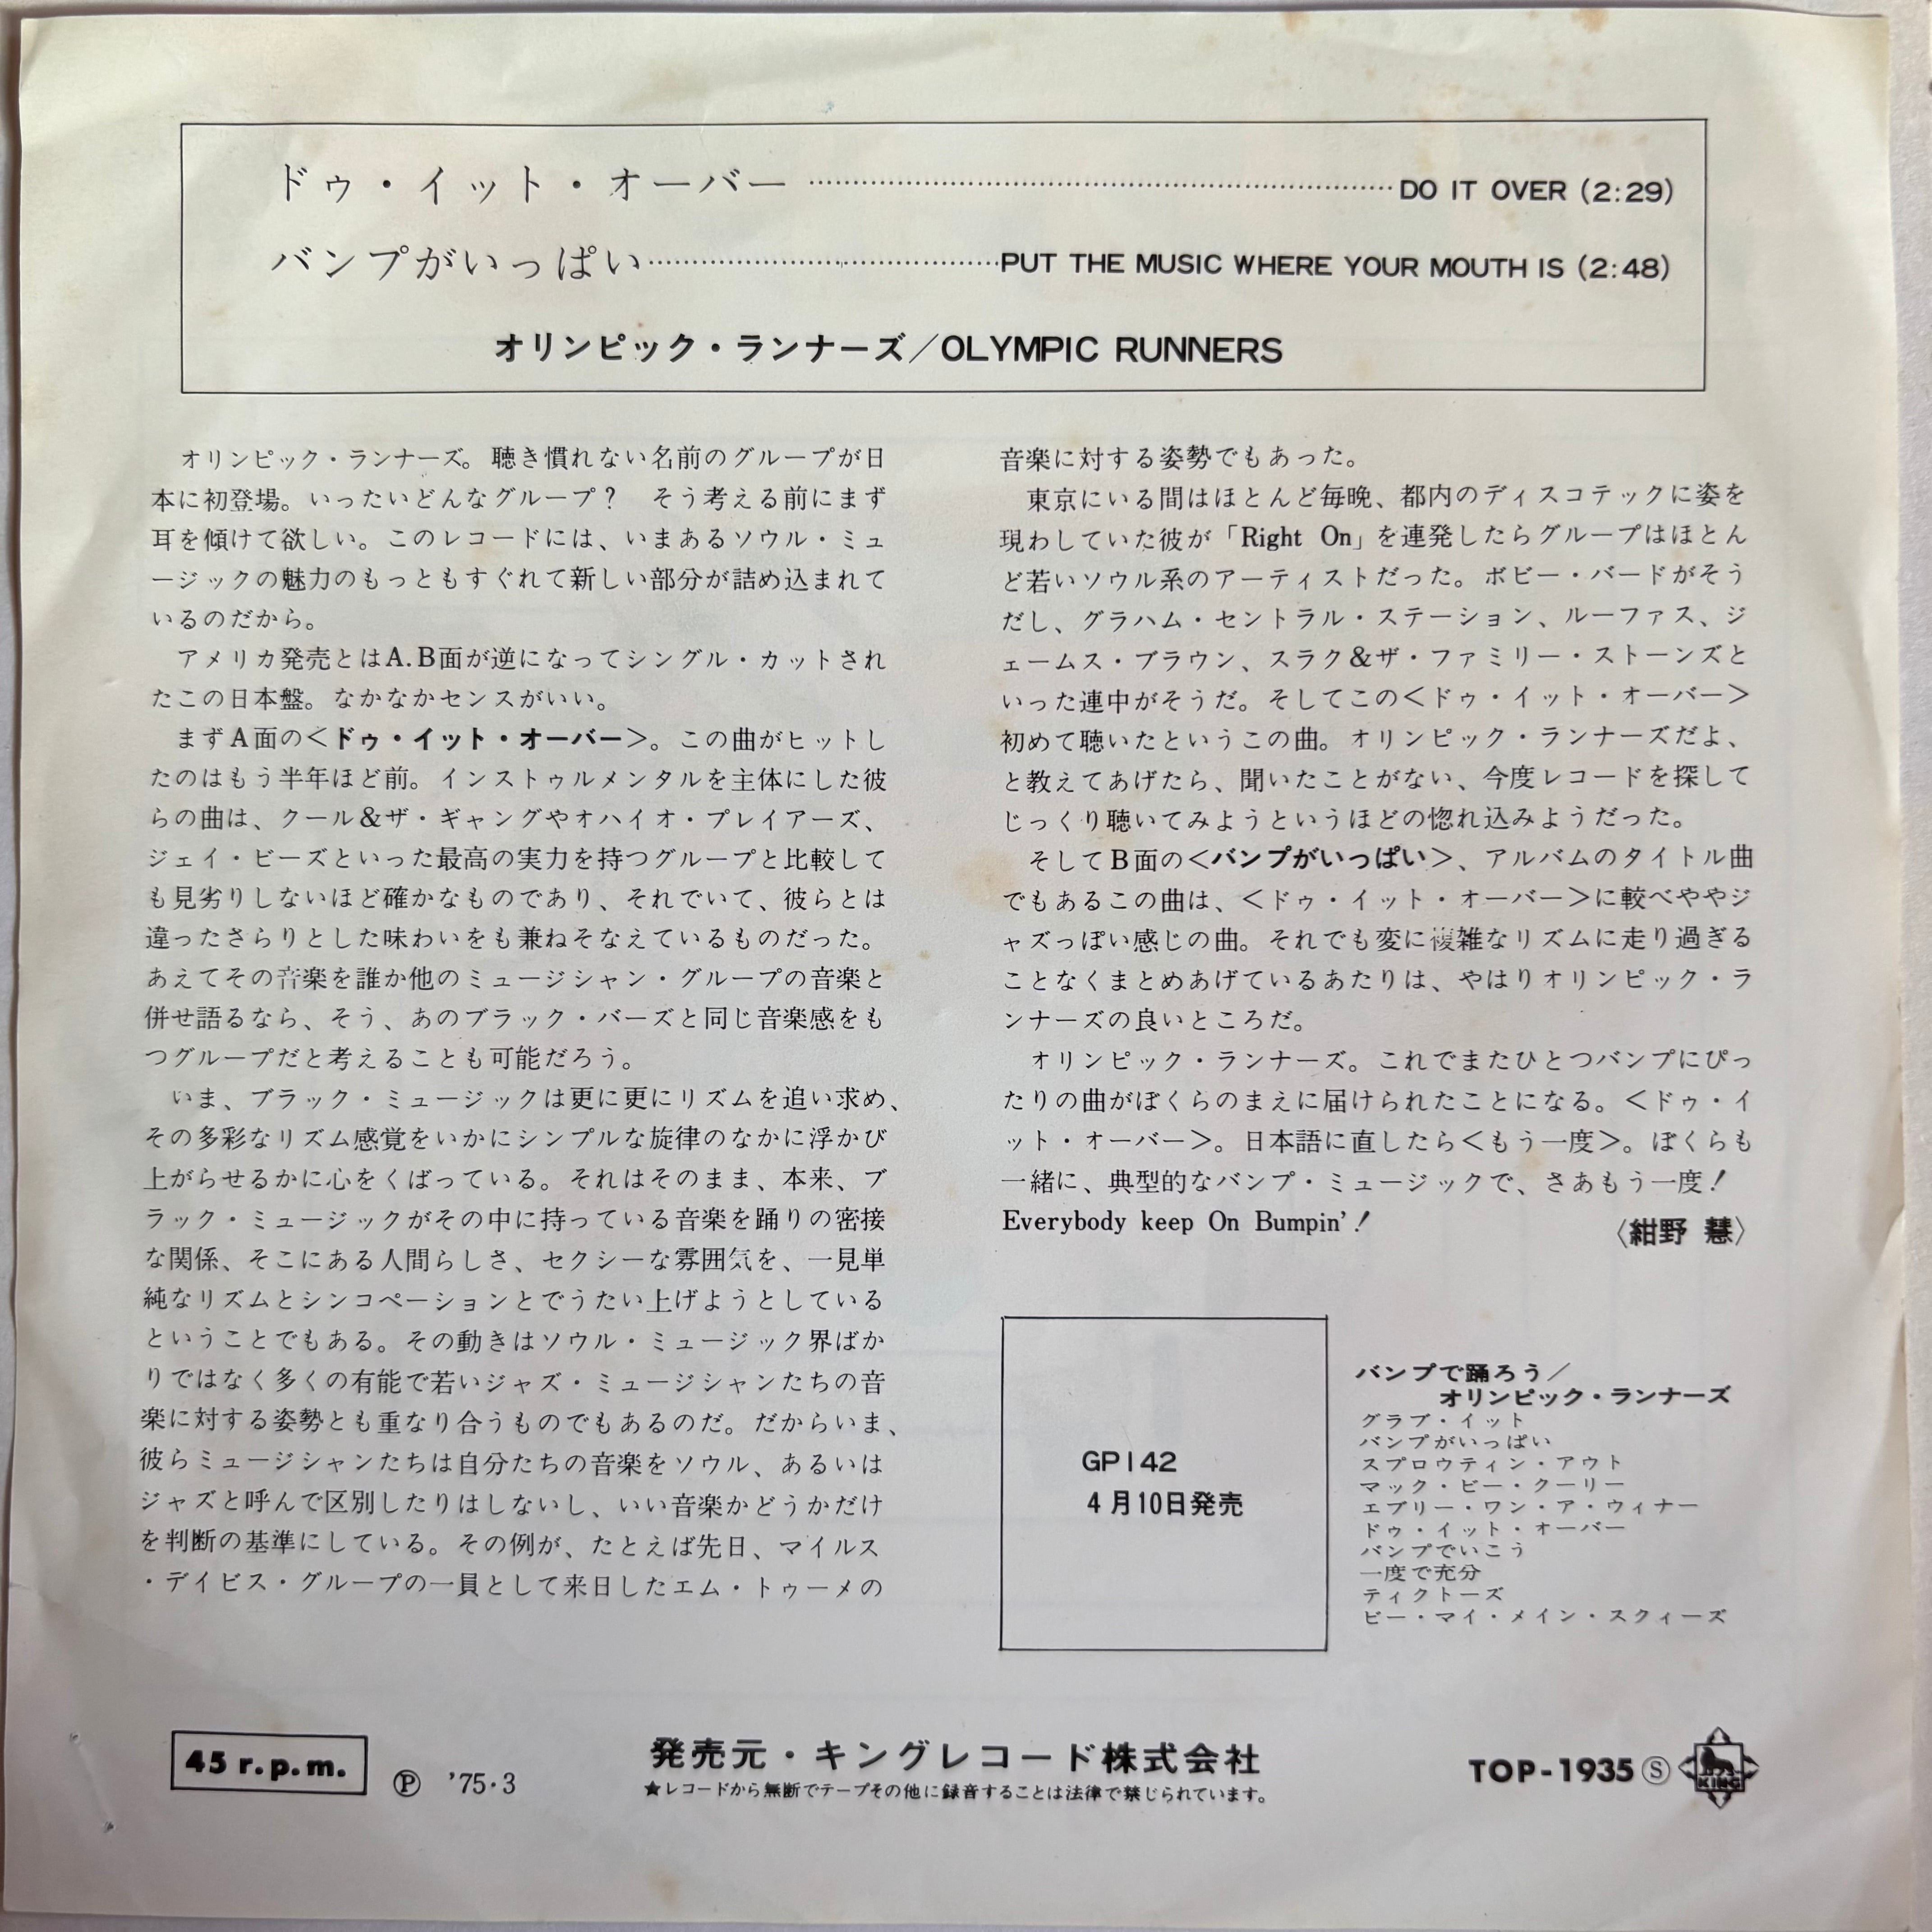 ドゥ・イット・オーバー……………………DO IT OVER (2:29)
バンプがいっぱい……………………PUT THE MUSIC WHERE YOUR MOUTH IS (2:48)
オリンピック・ランナーズ／OLYMPIC RUNNERS
オリンピック・ランナーズ。聴き慣れない名前のグループが日
本に初登場。いったいどんなグループ？　そう考える前にまず
耳を傾けて欲しい。このレコードには、いまあるソウル・ミュ
ージックの魅力のもっともすぐれて新しい部分が詰め込まれて
いるのだから。
アメリカ発売とはA.B面が逆になってシングル・カットされ
たこの日本盤。なかなかセンスがいい。
まずA面の＜ドゥ・イット・オーバー＞。この曲がヒットし
たのはもう半年ほど前。インストゥルメンタルを主体にした彼
らの曲は、クール＆ザ・ギャングやオハイオ・プレイアーズ、
ジェイ・ビーズといった最高の実力を持つグループと比較して
も見劣りしないほど確かなものであり、それでいて、彼らとは
違ったさらりとした味わいをも兼ねそなえているものだった。
あえてその音楽を誰か他のミュージシャン・グループの音楽と
併せ語るなら、そう、あのブラック・バーズと同じ音楽感をも
つグループだと考えることも可能だろう。
いま、ブラック・ミュージックは更に更にリズムを追い求め、
その多彩なリズム感覚をいかにシンプルな旋律のなかに浮かび
上がらせるかに心をくばっている。それはそのまま、本来、ブ
ラック・ミュージックがその中に持っている音楽を踊りの密接
な関係、そこにある人間らしさ、セクシーな雰囲気を、一見単
純なリズムとシンコペーションとでうたい上げようとしている
ということでもある。その動きはソウル・ミュージック界ばか
りではなく多くの有能で若いジャズ・ミュージシャンたちの音
楽に対する姿勢とも重なり合うものでもあるのだ。だからいま、
彼らミュージシャンたちは自分たちの音楽をソウル、あるいは
ジャズと呼んで区別したりはしないし、いい音楽かどうかだけ
を判断の基準にしている。その例が、たとえば先日、マイルス
・デイビス・グループの一員として来日したエム・トゥーメの
音楽に対する姿勢でもあった。
東京にいる間はほとんど毎晩、都内のディスコテックに姿を
現わしていた彼が「Right On」を連発したらグループはほとん
ど若いソウル系のアーティストだった。ボビー・バードがそう
だし、グラハム・セントラル・ステーション、ルーファス、ジ
ェームス・ブラウン、スラク＆ザ・ファミリー・ストーンズと
いった連中がそうだ。そしてこの＜ドゥ・イット・オーバー＞
初めて聴いたというこの曲。オリンピック・ランナーズだよ、
と教えてあげたら、聞いたことがない、今度レコードを探して
じっくり聴いてみようというほどの惚れ込みようだった。
そしてB面の＜バンプがいっぱい＞、アルバムのタイトル曲
でもあるこの曲は、＜ドゥ・イット・オーバー＞に較べややジ
ャズっぽい感じの曲。それでも変に複雑なリズムに走り過ぎる
ことなくまとめあげているあたりは、やはりオリンピック・ラ
ンナーズの良いところだ。
オリンピック・ランナーズ。これでまたひとつバンプにぴっ
たりの曲がぼくらのまえに届けられたことになる。＜ドゥ・イ
ット・オーバー＞。日本語に直したら＜もう一度＞。ぼくらも
一緒に、典型的なバンプ・ミュージックで、さあもう一度！
Everybody keep On Bumpin'！
〈紺野 慧〉
GP142
4月10日発売
バンプで踊ろう／
オリンピック・ランナーズ
グラブ・イット
バンプがいっぱい
スプロウティン・アウト
マック・ビー・クーリー
エブリー・ワン・ア・ウィナー
ドゥ・イット・オーバー
バンプでいこう
一度で充分
ティクトーズ
ビー・マイ・メイン・スクィーズ
45 r.p.m.
Ⓟ '75・3
発売元・キングレコード株式会社
★レコードから無断でテープその他に録音することは法律で禁じられています。
TOP-1935Ⓢ
KING